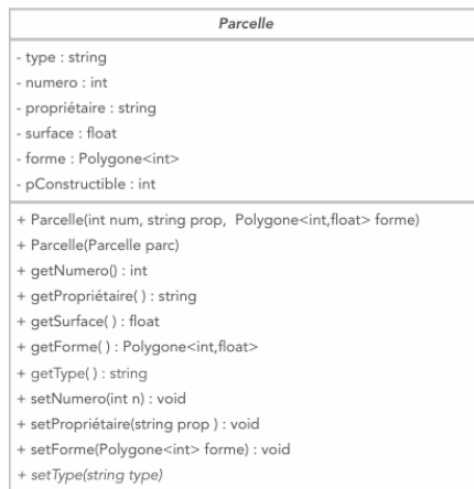 Parcelle
- type : string
- numero : int
- propriétaire : string
- surface : float
- forme : Polygone<int>
- pConstructible : int
+ Parcelle(int num, string prop, Polygone<int,float> forme)
+ Parcelle(Parcelle parc)
+ getNumero() : int
+ getPropriétaire( ) : string
+ getSurface( ) : float
+ getForme( ) : Polygone<int,float>
+ getType( ) : string
+ setNumero(int n) : void
+ setPropriétaire(string prop ) : void
+ setForme(Polygone<int> forme) : void
+ setType(string type)